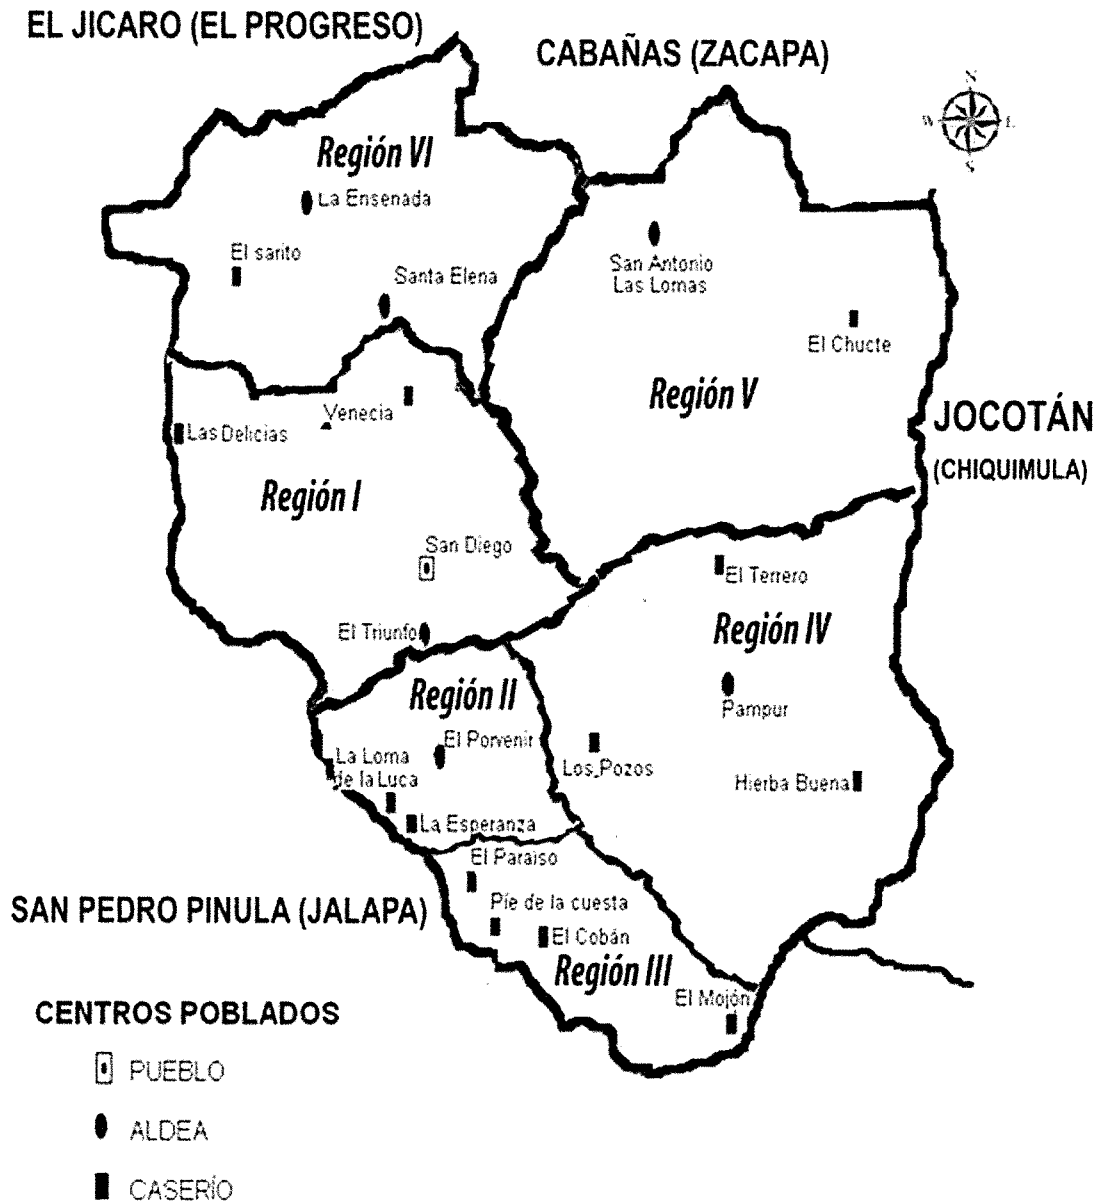 EL JICARO (EL PROGRESO)
CABAÑAS (ZACAPA)
N
W
E
S
Región VI
La Ensenada
El sarito
Santa Elena
San Antonio
Las Lomas
El Chucte
Región V
Venecia
Las Delicias
JOCOTÁN
(CHIQUIMULA)
Región I
San Diego
El Terrero
El Triunfo
Región IV
Región II
Pampur
El Porvenir
La Loma
de la Luca
Los Pozos
Hierba Buena
La Esperanza
El Paraiso
SAN PEDRO PINULA (JALAPA)
Píe de la cuesta
El Cobán
Región III
El Mojón
CENTROS POBLADOS
PUEBLO
ALDEA
CASERÍO